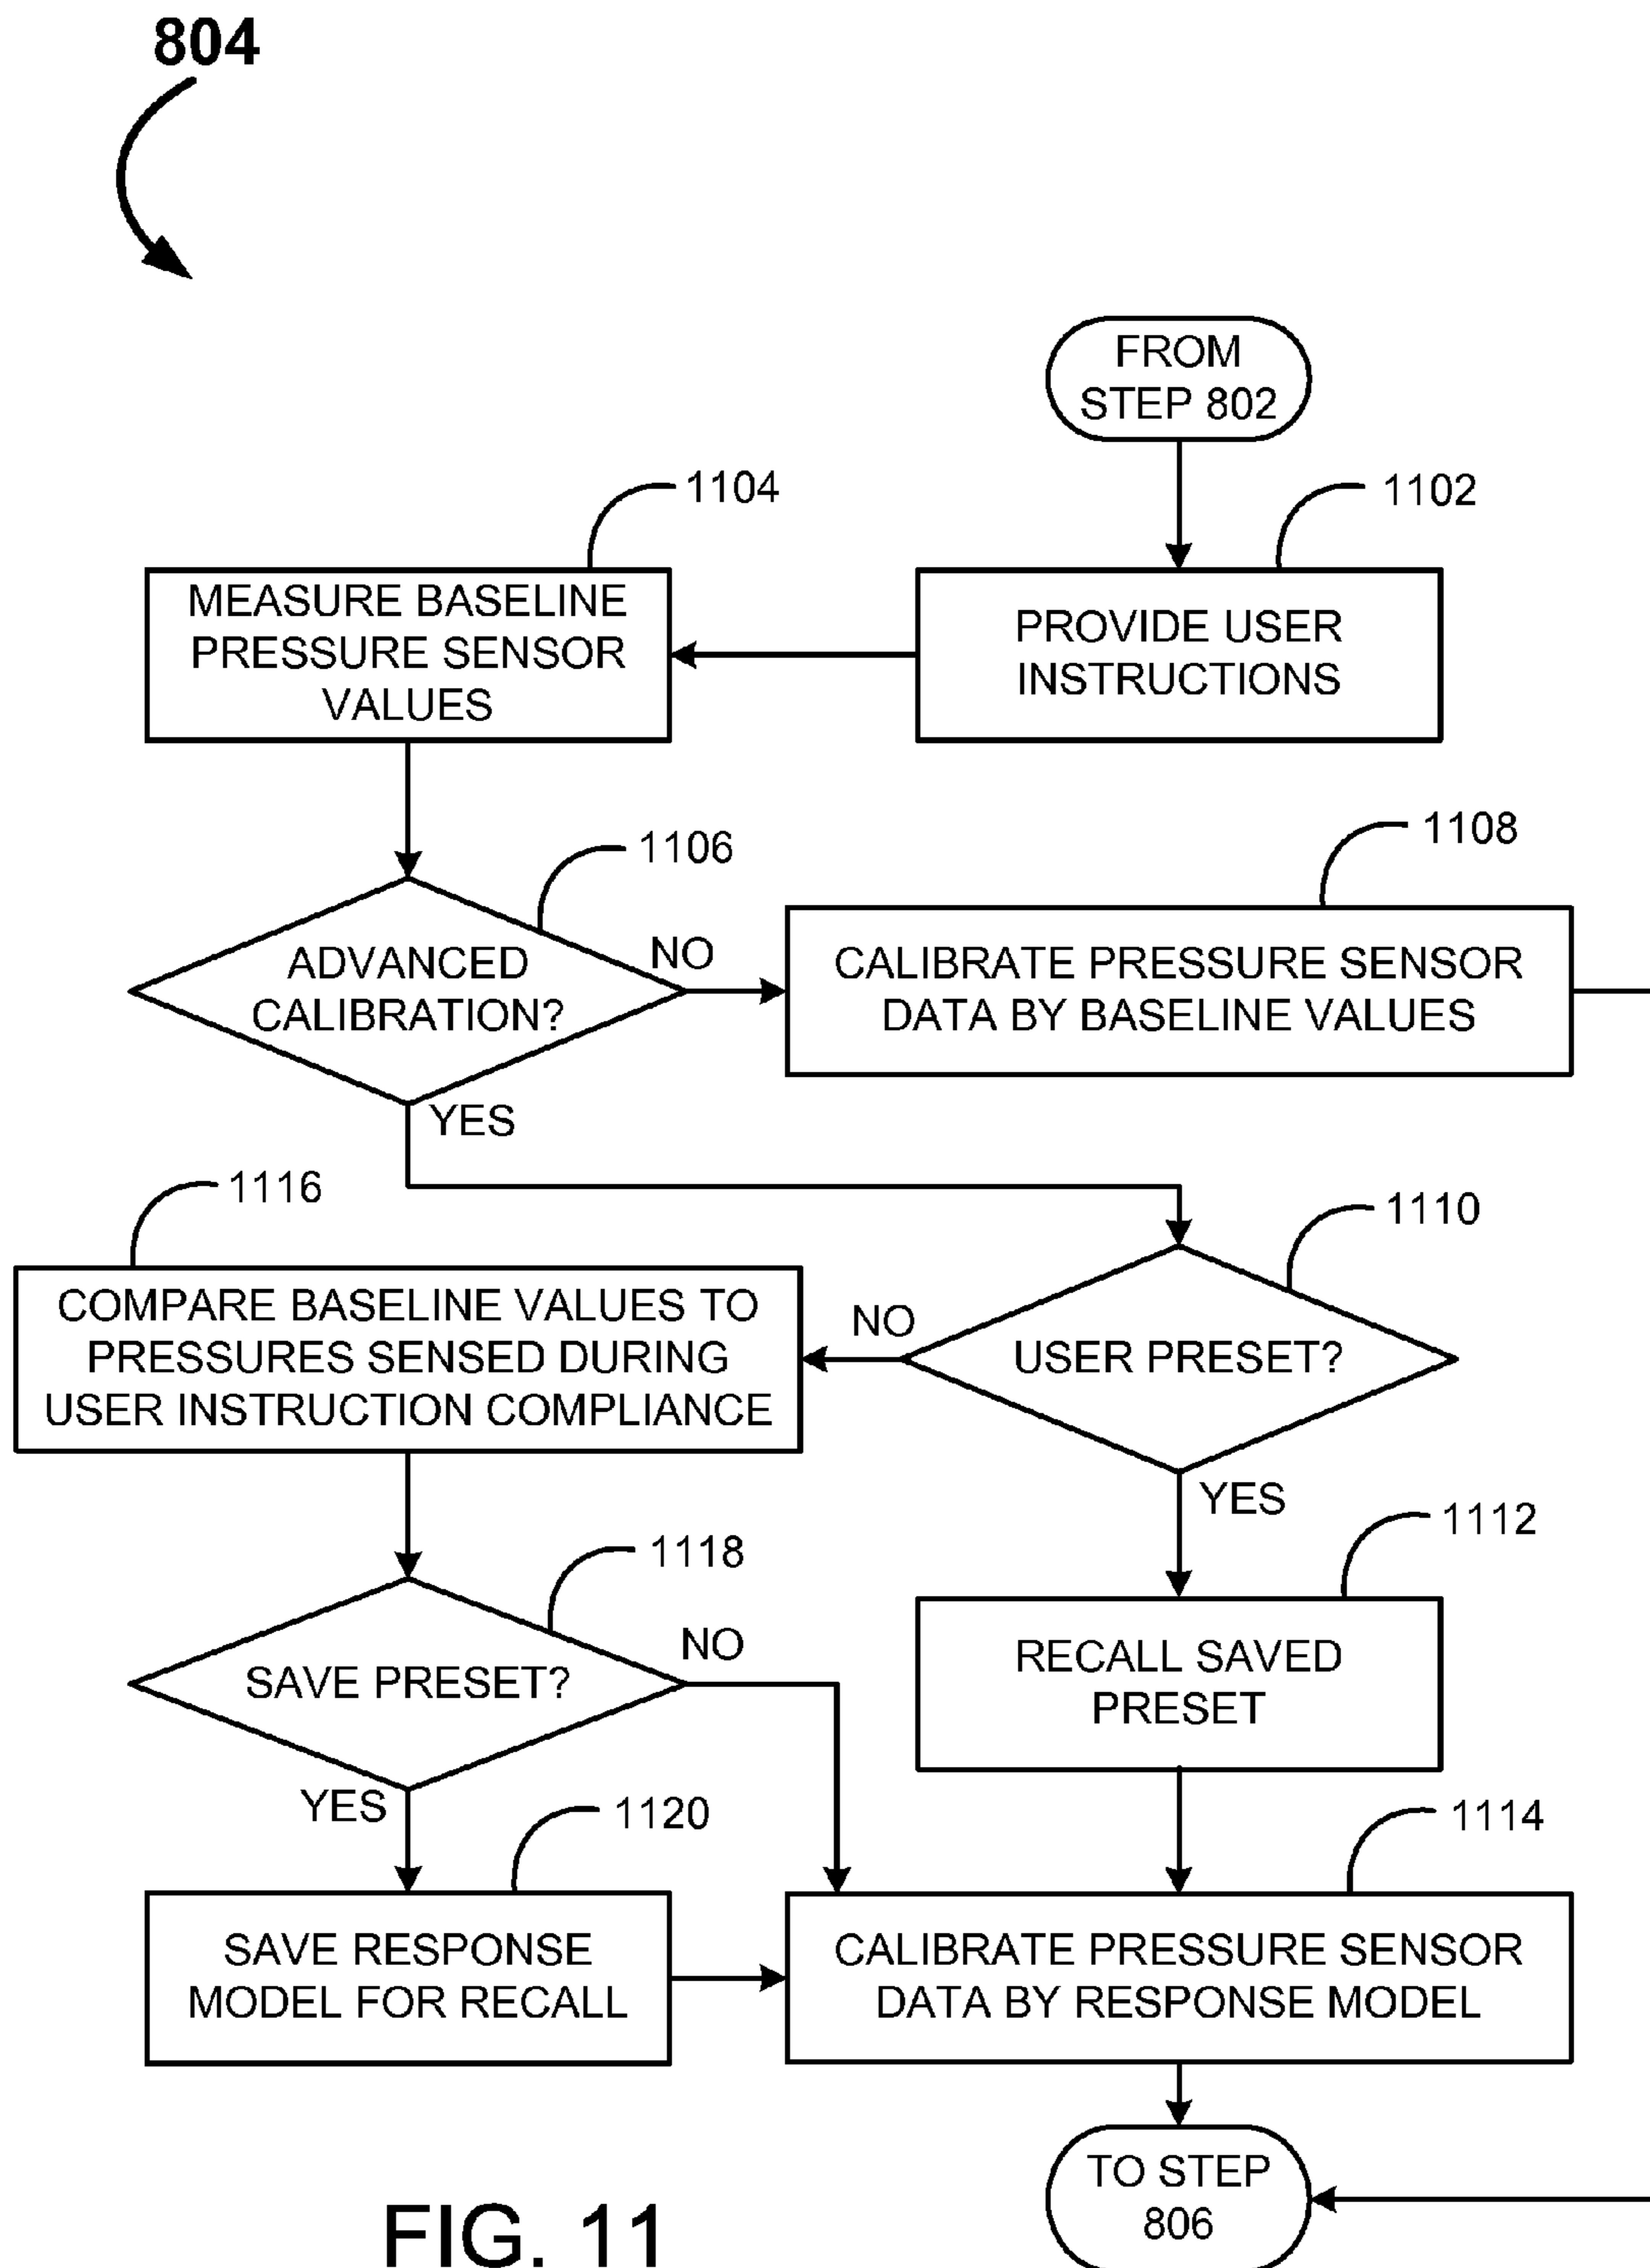 804
FROM
STEP 802
1104
1102
MEASURE BASELINE
PRESSURE SENSOR
VALUES
PROVIDE USER
INSTRUCTIONS
1106
1108
ADVANCED
CALIBRATION?
NO
CALIBRATE PRESSURE SENSOR
DATA BY BASELINE VALUES
YES
1116
1110
COMPARE BASELINE VALUES TO
PRESSURES SENSED DURING
USER INSTRUCTION COMPLIANCE
NO
USER PRESET?
YES
1118
1112
SAVE PRESET?
NO
RECALL SAVED
PRESET
YES
1120
1114
SAVE RESPONSE
MODEL FOR RECALL
CALIBRATE PRESSURE SENSOR
DATA BY RESPONSE MODEL
TO STEP
806
FIG. 11